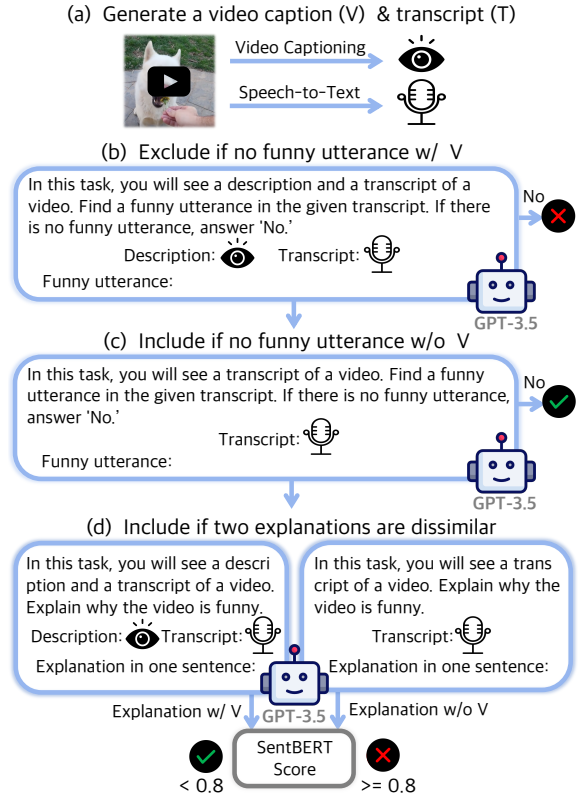 (a) Generate a video caption (V) & transcript (T)
Video Captioning
Speech-to-Text
(b) Exclude if no funny utterance w/ V
In this task, you will see a description and a transcript of a
video. Find a funny utterance in the given transcript. If there
is no funny utterance, answer 'No.'
Description: Transcript:
Funny utterance:
No
GPT-3.5
(c) Include if no funny utterance w/o V
In this task, you will see a transcript of a video. Find a funny
utterance in the given transcript. If there is no funny utterance,
answer 'No.'
Transcript:
Funny utterance:
No
GPT-3.5
(d) Include if two explanations are dissimilar
In this task, you will see a descri
ption and a transcript of a video.
Explain why the video is funny.
Description: Transcript:
Explanation in one sentence:
In this task, you will see a trans
cript of a video. Explain why the
video is funny.
Transcript:
Explanation in one sentence:
GPT-3.5
Explanation w/ V
Explanation w/o V
SentBERT
Score
< 0.8
>= 0.8